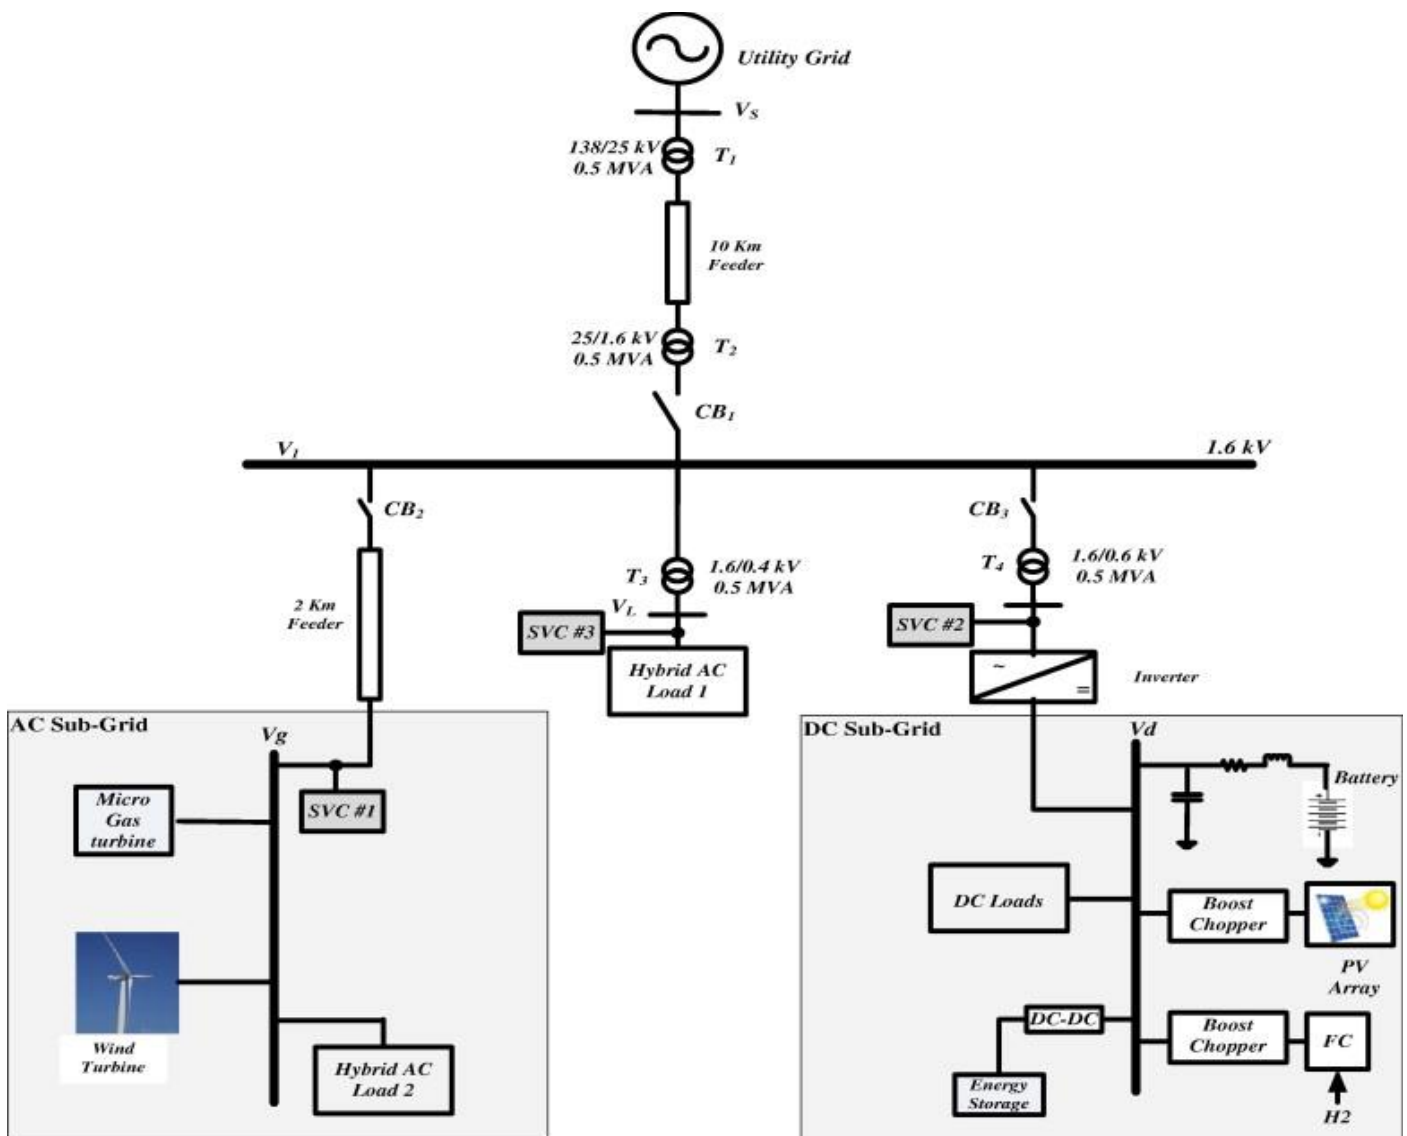 Utility Grid
V_S
138/25 kV
0.5 MVA
T_1
10 Km
Feeder
25/1.6 kV
0.5 MVA
T_2
CB_1
V_1
1.6 kV
CB_2
CB_3
2 Km
Feeder
T_3
1.6/0.4 kV
0.5 MVA
T_4
1.6/0.6 kV
0.5 MVA
V_L
SVC #3
SVC #2
Hybrid AC
Load 1
~
=
Inverter
AC Sub-Grid
Vg
SVC #1
Micro
Gas
turbine
Wind
Turbine
Hybrid AC
Load 2
DC Sub-Grid
Vd
Battery
DC Loads
Boost
Chopper
PV
Array
DC-DC
Energy
Storage
Boost
Chopper
FC
H2